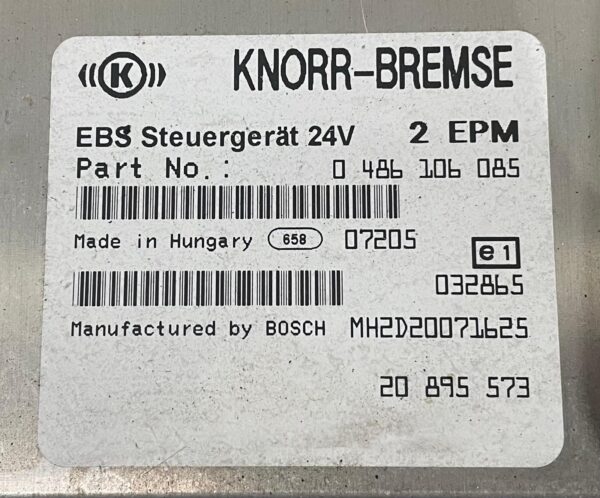 K KNORR-BREMSE
EBS Steuergerät 24V 2 EPM
Part No.: 0 486 106 085
Made in Hungary 658 07205
e1
032865
Manufactured by BOSCH MH2D20071625
20 895 573